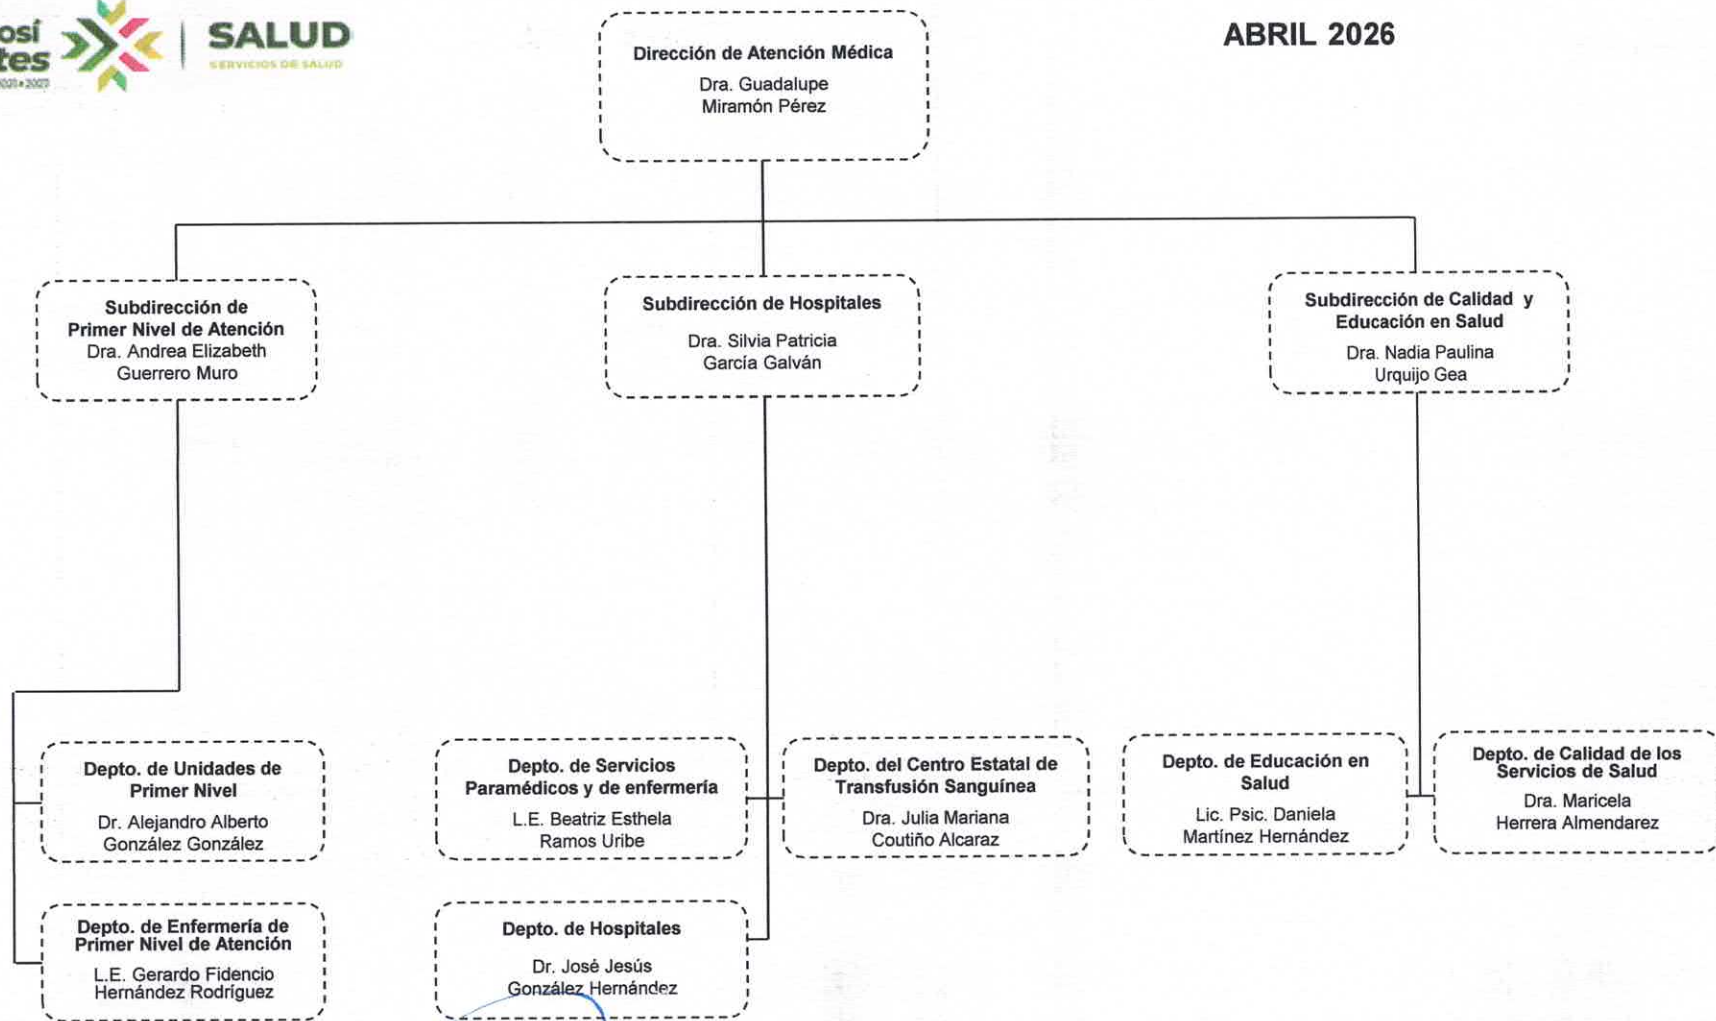 SALUD
SERVICIOS DE SALUD
ABRIL 2026
Dirección de Atención Médica
Dra. Guadalupe
Miramón Pérez
Subdirección de
Primer Nivel de Atención
Dra. Andrea Elizabeth
Guerrero Muro
Subdirección de Hospitales
Dra. Silvia Patricia
García Galván
Subdirección de Calidad y
Educación en Salud
Dra. Nadia Paulina
Urquijo Gea
Depto. de Unidades de
Primer Nivel
Dr. Alejandro Alberto
González González
Depto. de Servicios
Paramédicos y de enfermería
L.E. Beatriz Esthela
Ramos Uribe
Depto. del Centro Estatal de
Transfusión Sanguínea
Dra. Julia Mariana
Coutiño Alcaraz
Depto. de Educación en
Salud
Lic. Psic. Daniela
Martínez Hernández
Depto. de Calidad de los
Servicios de Salud
Dra. Maricela
Herrera Almendarez
Depto. de Enfermería de
Primer Nivel de Atención
L.E. Gerardo Fidencio
Hernández Rodríguez
Depto. de Hospitales
Dr. José Jesús
González Hernández